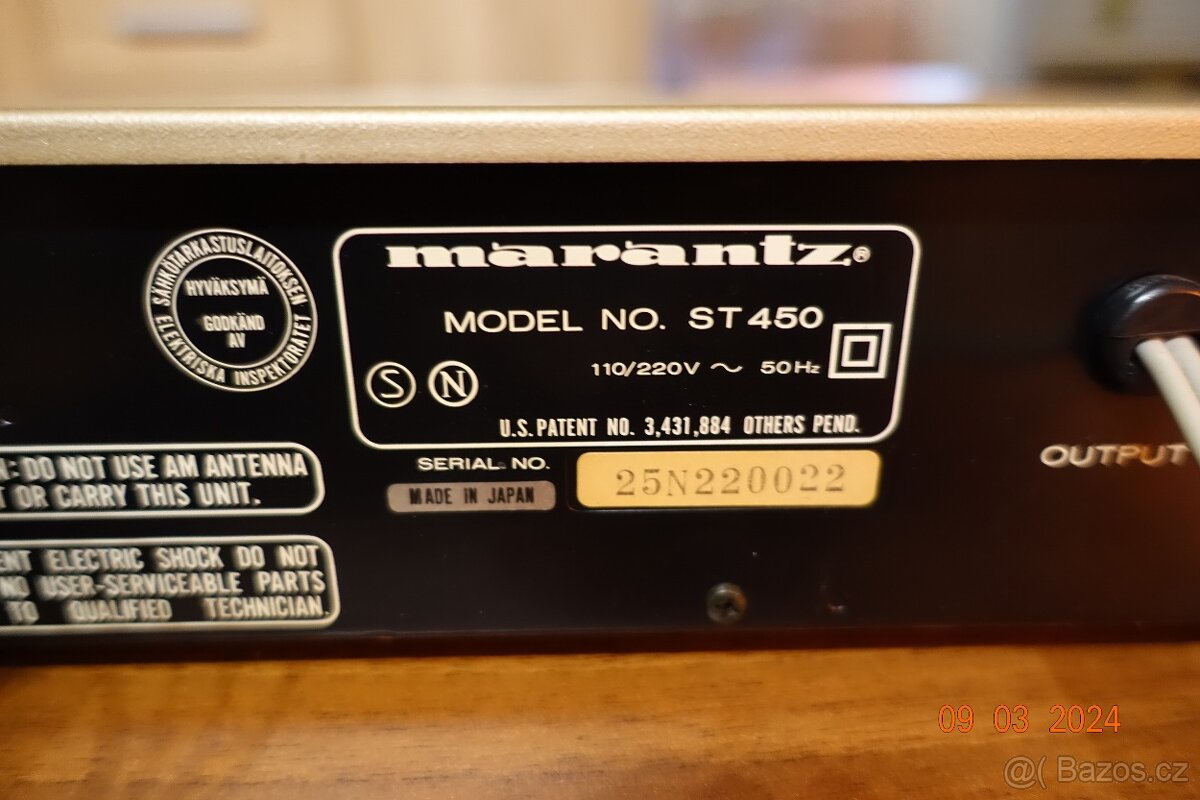 SÄHKÖTARKASTUSLAITOKSEN
HYVÄKSYMÄ
GODKÄND
AV
ELEKTRISKA INSPEKTORATET
marantz®
MODEL NO. ST 450
110/220V ~ 50Hz
S N
U.S. PATENT NO. 3,431,884 OTHERS PEND.
SERIAL NO. 25N220022
MADE IN JAPAN
: DO NOT USE AM ANTENNA
OR CARRY THIS UNIT.
ELECTRIC SHOCK DO NOT
NO USER-SERVICEABLE PARTS
TO QUALIFIED TECHNICIAN.
OUTPUT
09 03 2024
@( Bazos.cz